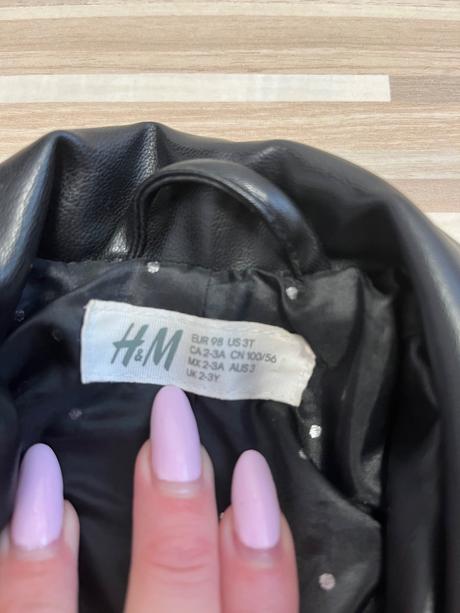 H&M
EUR 98 US 3T
CA 2-3A CN 100/56
MX 2-3A AUS 3
UK 2-3Y